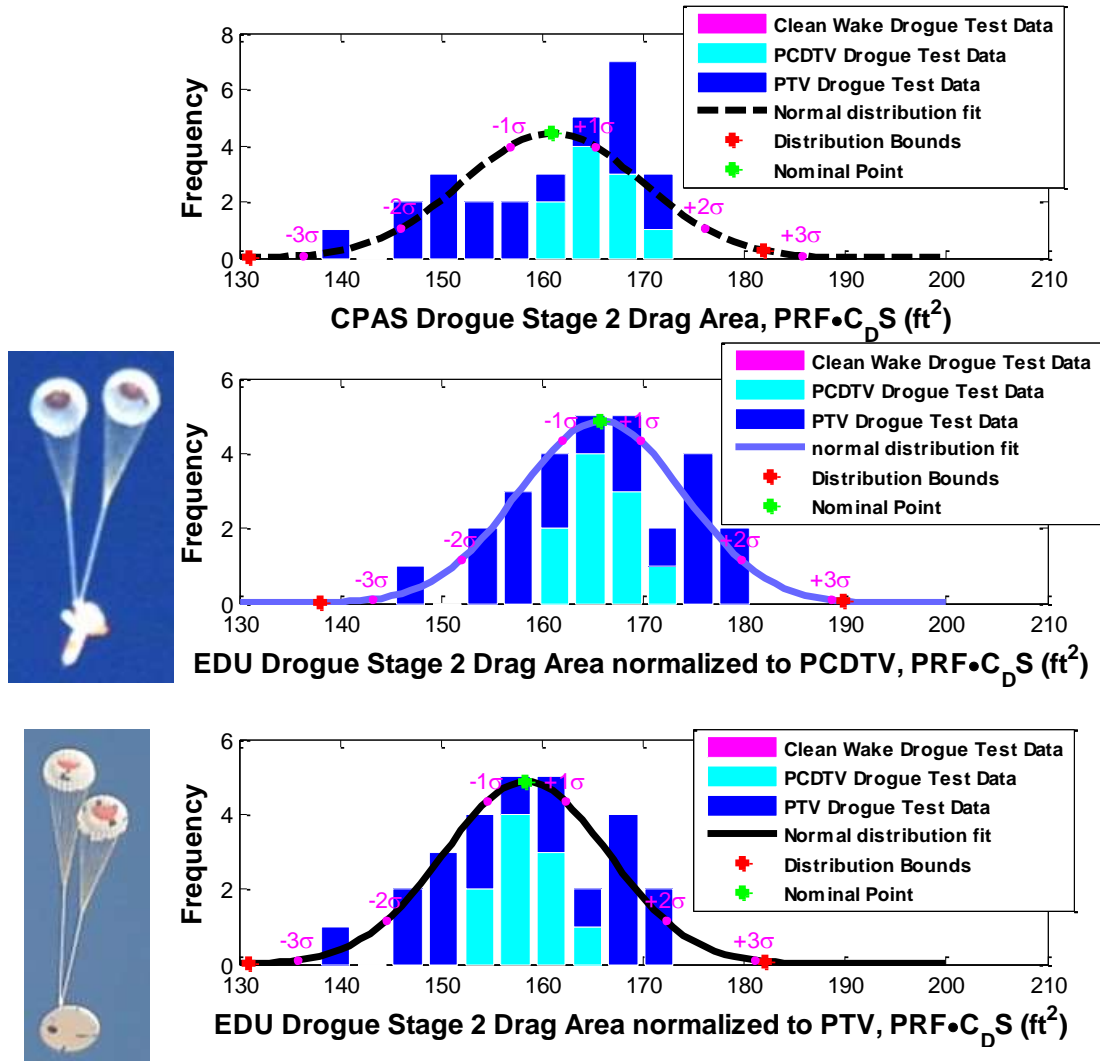 Clean Wake Drogue Test Data
PCDTV Drogue Test Data
PTV Drogue Test Data
Normal distribution fit
Distribution Bounds
Nominal Point
Frequency
8
6
4
2
0
-3σ
-2σ
-1σ
+1σ
+2σ
+3σ
130 140 150 160 170 180 190 200 210
CPAS Drogue Stage 2 Drag Area, PRF•C_DS (ft²)
Clean Wake Drogue Test Data
PCDTV Drogue Test Data
PTV Drogue Test Data
normal distribution fit
Distribution Bounds
Nominal Point
Frequency
6
4
2
0
-3σ
-2σ
-1σ
+1σ
+2σ
+3σ
130 140 150 160 170 180 190 200 210
EDU Drogue Stage 2 Drag Area normalized to PCDTV, PRF•C_DS (ft²)
Clean Wake Drogue Test Data
PCDTV Drogue Test Data
PTV Drogue Test Data
Normal distribution fit
Distribution Bounds
Nominal Point
Frequency
6
4
2
0
-3σ
-2σ
-1σ
+1σ
+2σ
+3σ
130 140 150 160 170 180 190 200 210
EDU Drogue Stage 2 Drag Area normalized to PTV, PRF•C_DS (ft²)